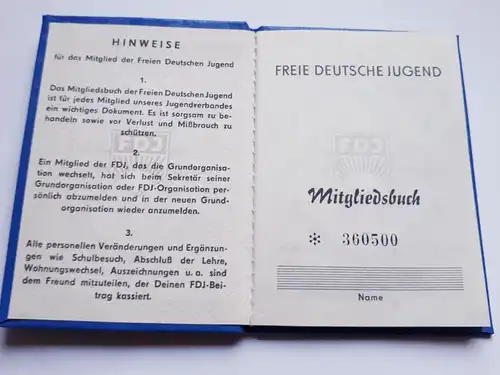 HINWEISE
für das Mitglied der Freien Deutschen Jugend
1.
Das Mitgliedsbuch der Freien Deutschen Jugend
ist für jedes Mitglied unseres Jugendverbandes
ein wichtiges Dokument. Es ist sorgsam zu be-
handeln sowie vor Verlust und Mißbrauch zu
schützen.
2.
Ein Mitglied der FDJ, das die Grundorganisa-
tion wechselt, hat sich beim Sekretär seiner
Grundorganisation oder FDJ-Organisation per-
sönlich abzumelden und in der neuen Grund-
organisation wieder anzumelden.
3.
Alle personellen Veränderungen und Ergänzun-
gen wie Schulbesuch, Abschluß der Lehre,
Wohnungswechsel, Auszeichnungen u. a. sind
dem Freund mitzuteilen, der Deinen FDJ-Bei-
trag kassiert.
FDJ
FREIE DEUTSCHE JUGEND
FDJ
Mitgliedsbuch
* 360500
Name